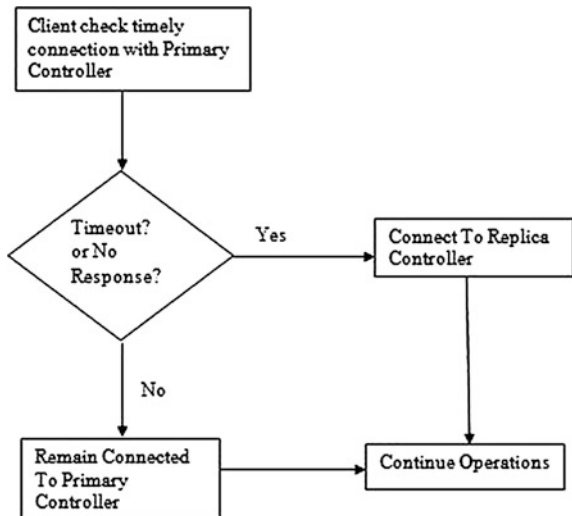 Client check timely
connection with Primary
Controller
Timeout?
or No
Response?
Yes
Connect To Replica
Controller
No
Remain Connected
To Primary
Controller
Continue Operations